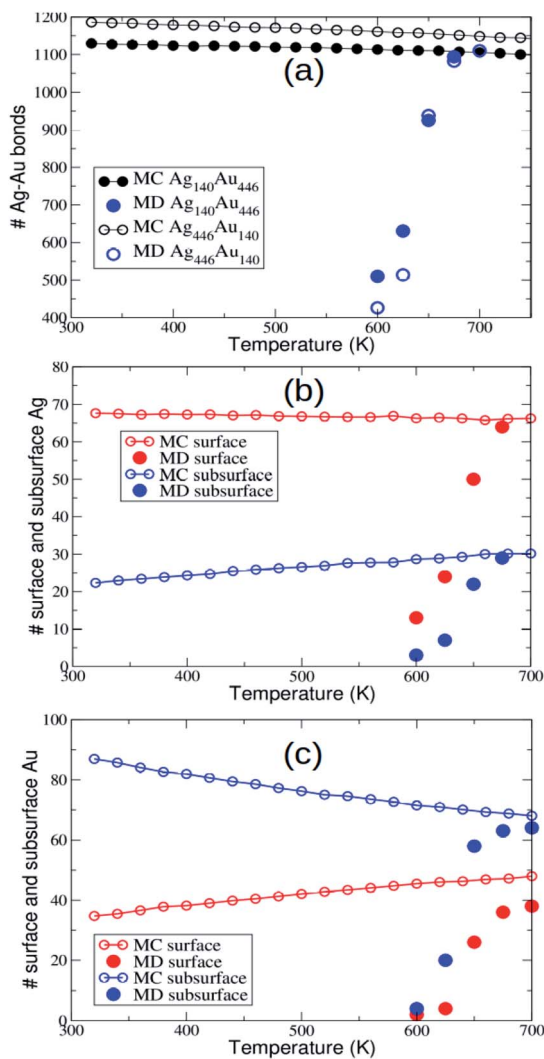 1200
1100
1000
900
800
700
600
500
400
300 400 500 600 700
(a)
# Ag-Au bonds
MC Ag₁₄₀Au₄₄₆
MD Ag₁₄₀Au₄₄₆
MC Ag₄₄₆Au₁₄₀
MD Ag₄₄₆Au₁₄₀
Temperature (K)
80
70
60
50
40
30
20
10
0
300 400 500 600 700
(b)
# surface and subsurface Ag
MC surface
MD surface
MC subsurface
MD subsurface
Temperature (K)
100
80
60
40
20
0
300 400 500 600 700
(c)
# surface and subsurface Au
MC surface
MD surface
MC subsurface
MD subsurface
Temperature (K)